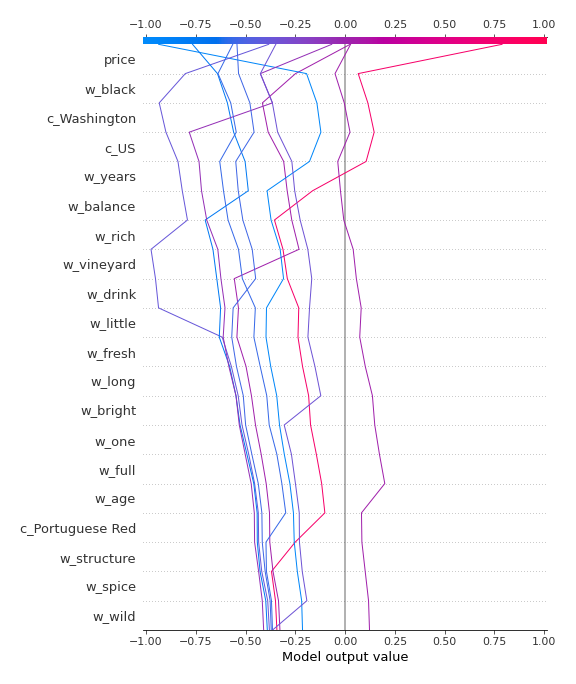 −1.00 −0.75 −0.50 −0.25 0.00 0.25 0.50 0.75 1.00
price
w_black
c_Washington
c_US
w_years
w_balance
w_rich
w_vineyard
w_drink
w_little
w_fresh
w_long
w_bright
w_one
w_full
w_age
c_Portuguese Red
w_structure
w_spice
w_wild
−1.00 −0.75 −0.50 −0.25 0.00 0.25 0.50 0.75 1.00
Model output value